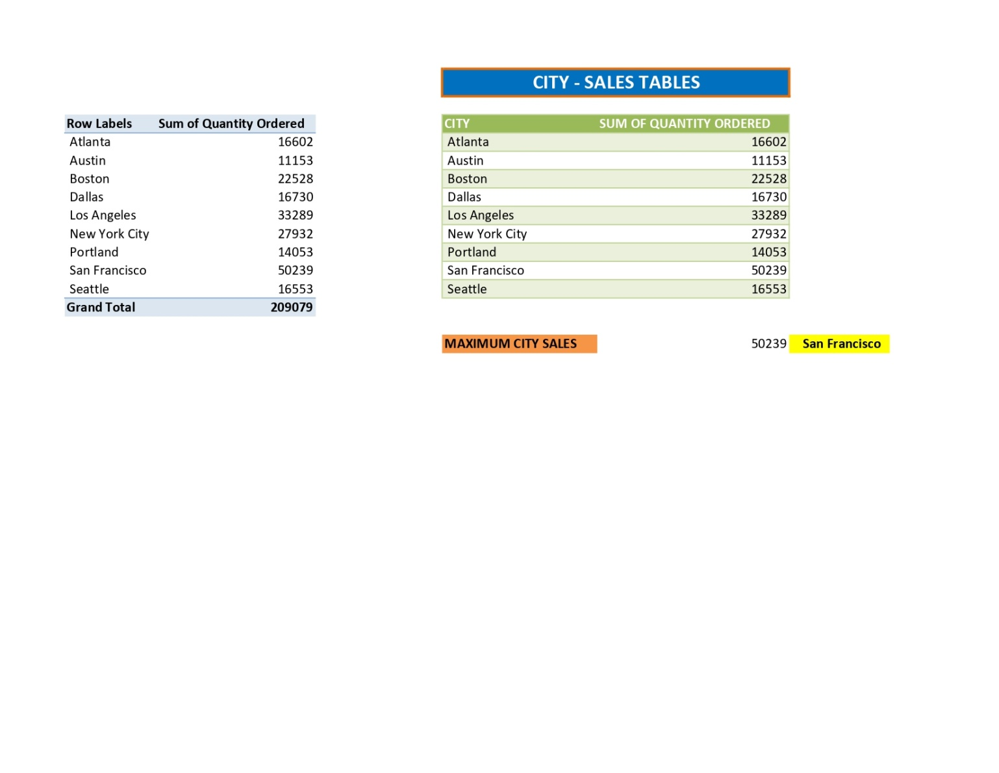 CITY - SALES TABLES
Row Labels Sum of Quantity Ordered
Atlanta 16602
Austin 11153
Boston 22528
Dallas 16730
Los Angeles 33289
New York City 27932
Portland 14053
San Francisco 50239
Seattle 16553
Grand Total 209079
CITY SUM OF QUANTITY ORDERED
Atlanta 16602
Austin 11153
Boston 22528
Dallas 16730
Los Angeles 33289
New York City 27932
Portland 14053
San Francisco 50239
Seattle 16553
MAXIMUM CITY SALES 50239 San Francisco